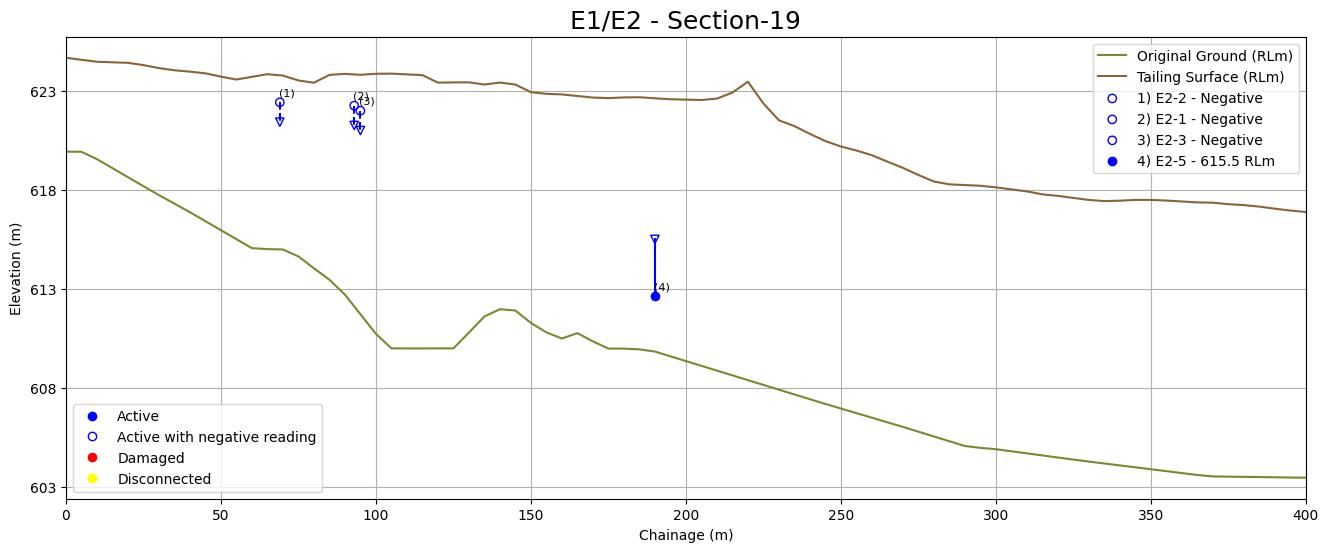 E1/E2 - Section-19
Original Ground (RLm)
Tailing Surface (RLm)
1) E2-2 - Negative
2) E2-1 - Negative
3) E2-3 - Negative
4) E2-5 - 615.5 RLm
(1)
(2)
(3)
(4)
Active
Active with negative reading
Damaged
Disconnected
Elevation (m)
623
618
613
608
603
0 50 100 150 200 250 300 350 400
Chainage (m)